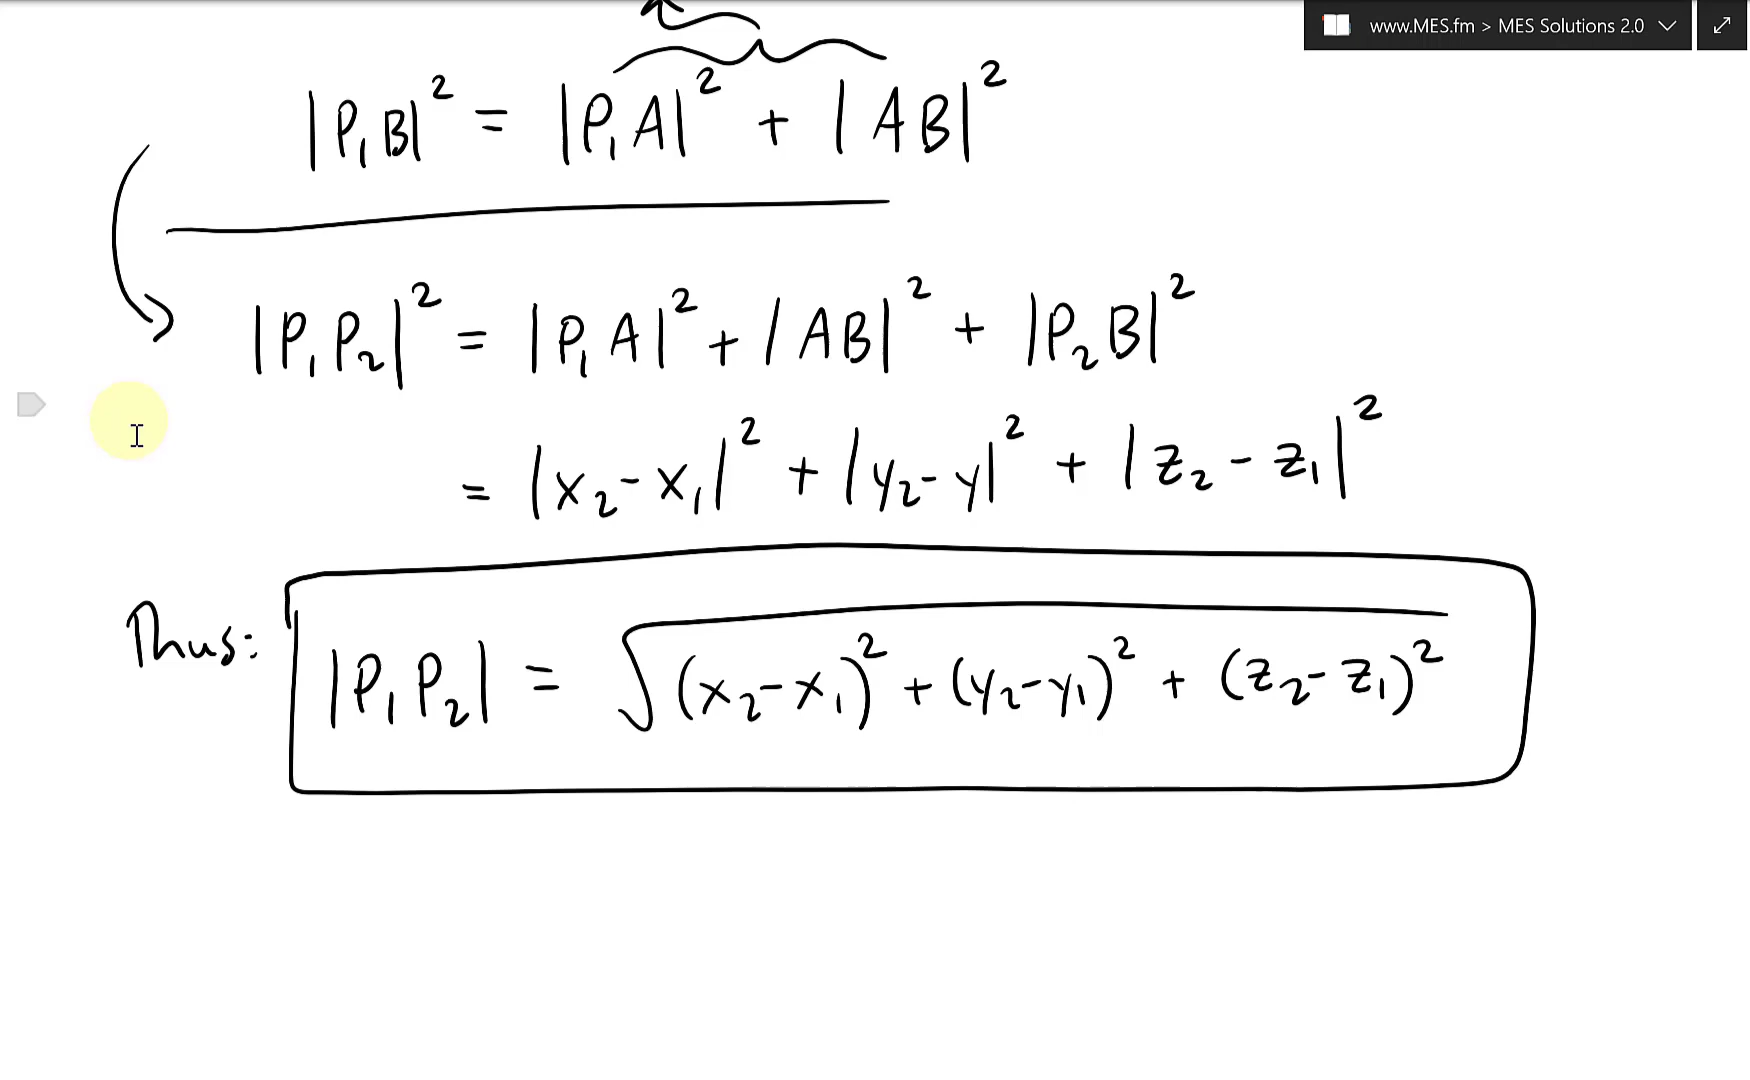 www.MES.fm > MES Solutions 2.0
|P₁B|² = |P₁A|² + |AB|²
|P₁P₂|² = |P₁A|² + |AB|² + |P₂B|²
= |x₂-x₁|² + |y₂-y|² + |z₂-z₁|²
Thus: |P₁P₂| = √(x₂-x₁)² + (y₂-y₁)² + (z₂-z₁)²